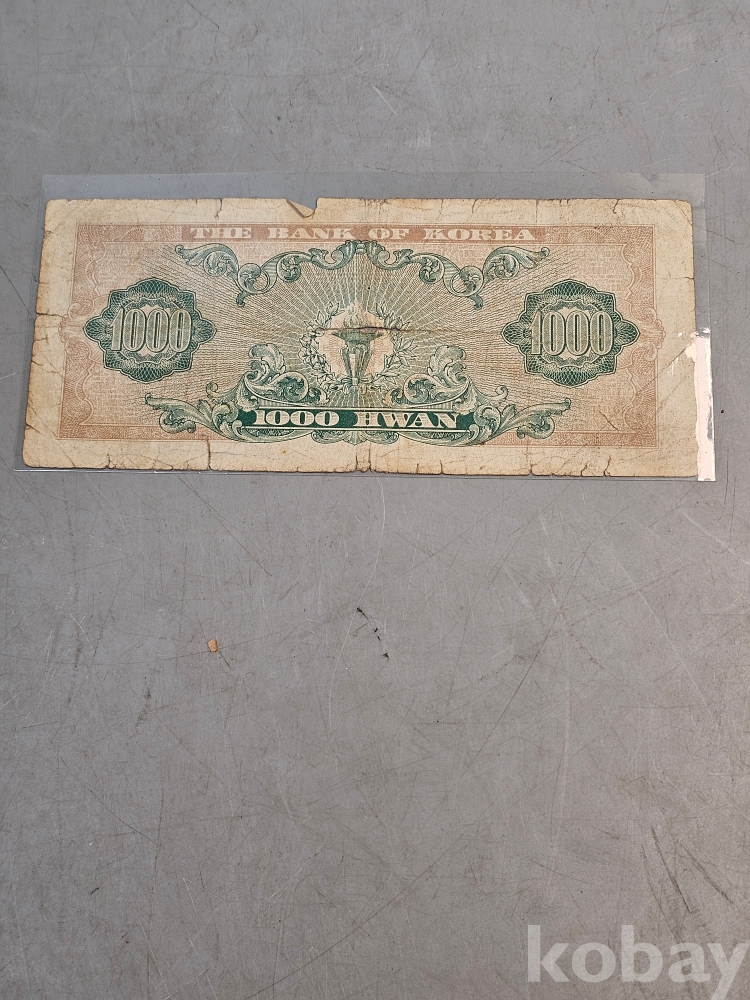 THE BANK OF KOREA
1000 1000
1000 HWAN
kobay